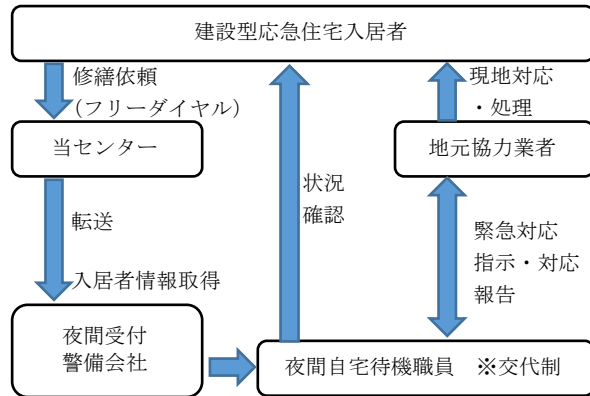 建設型応急住宅入居者
修繕依頼
(フリーダイヤル)
現地対応
・処理
当センター
地元協力業者
転送
状況
確認
緊急対応
指示・対応
報告
入居者情報取得
夜間受付
警備会社
夜間自宅待機職員　※交代制